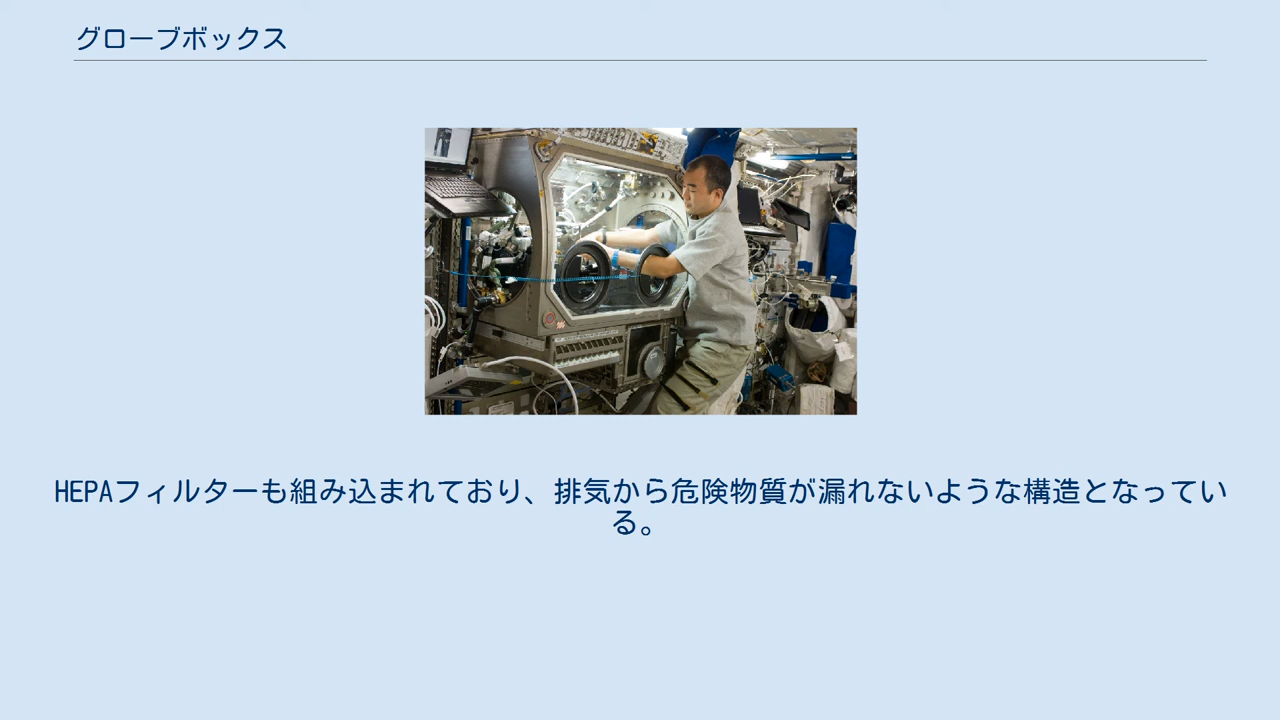 グローブボックス
HEPAフィルターも組み込まれており、排気から危険物質が漏れないような構造となってい
る。